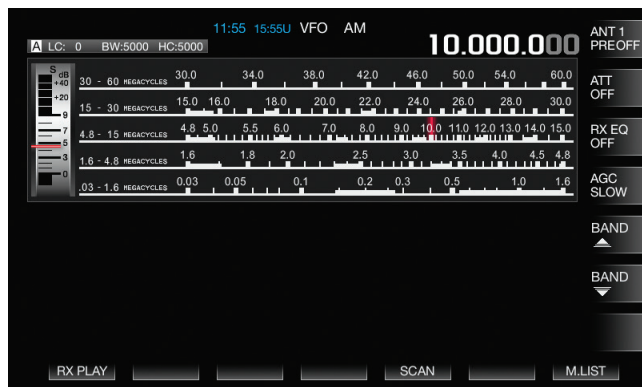 11:55 15:55U VFO AM
A LC: 0 BW:5000 HC:5000
10.000.000
ANT 1
PREOFF
ATT
OFF
RX EQ
OFF
AGC
SLOW
BAND
BAND
S
dB
+40
+20
9
7
5
3
0
30 - 60 MEGACYCLES 30.0 34.0 38.0 42.0 46.0 50.0 54.0 60.0
15 - 30 MEGACYCLES 15.0 16.0 18.0 20.0 22.0 24.0 26.0 28.0 30.0
4.8 - 15 MEGACYCLES 4.8 5.0 5.5 6.0 7.0 8.0 9.0 10.0 11.0 12.0 13.0 14.0 15.0
1.6 - 4.8 MEGACYCLES 1.6 1.8 2.0 2.5 3.0 3.5 4.0 4.5 4.8
.03 - 1.6 MEGACYCLES 0.03 0.05 0.1 0.2 0.3 0.5 1.0 1.6
RX PLAY SCAN M.LIST